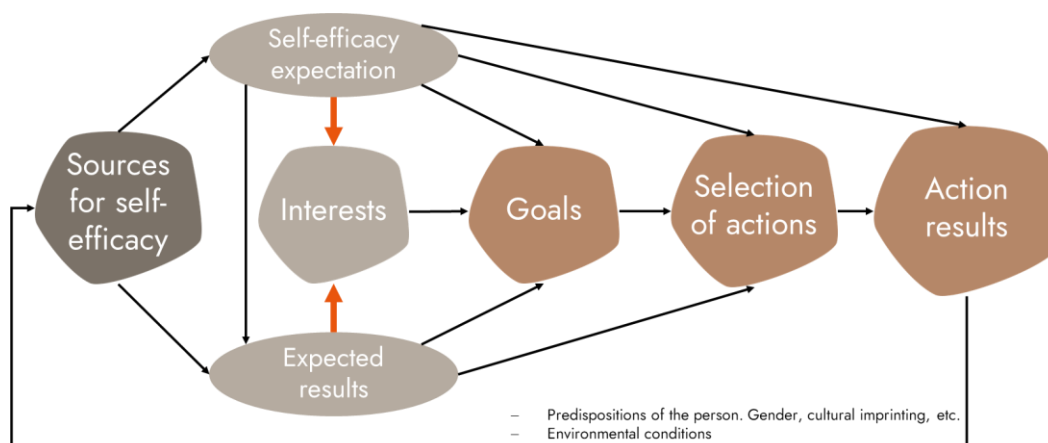 Self-efficacy
expectation
Sources
for self-
efficacy
Interests
Goals
Selection
of actions
Action
results
Expected
results
– Predispositions of the person. Gender, cultural imprinting, etc.
– Environmental conditions